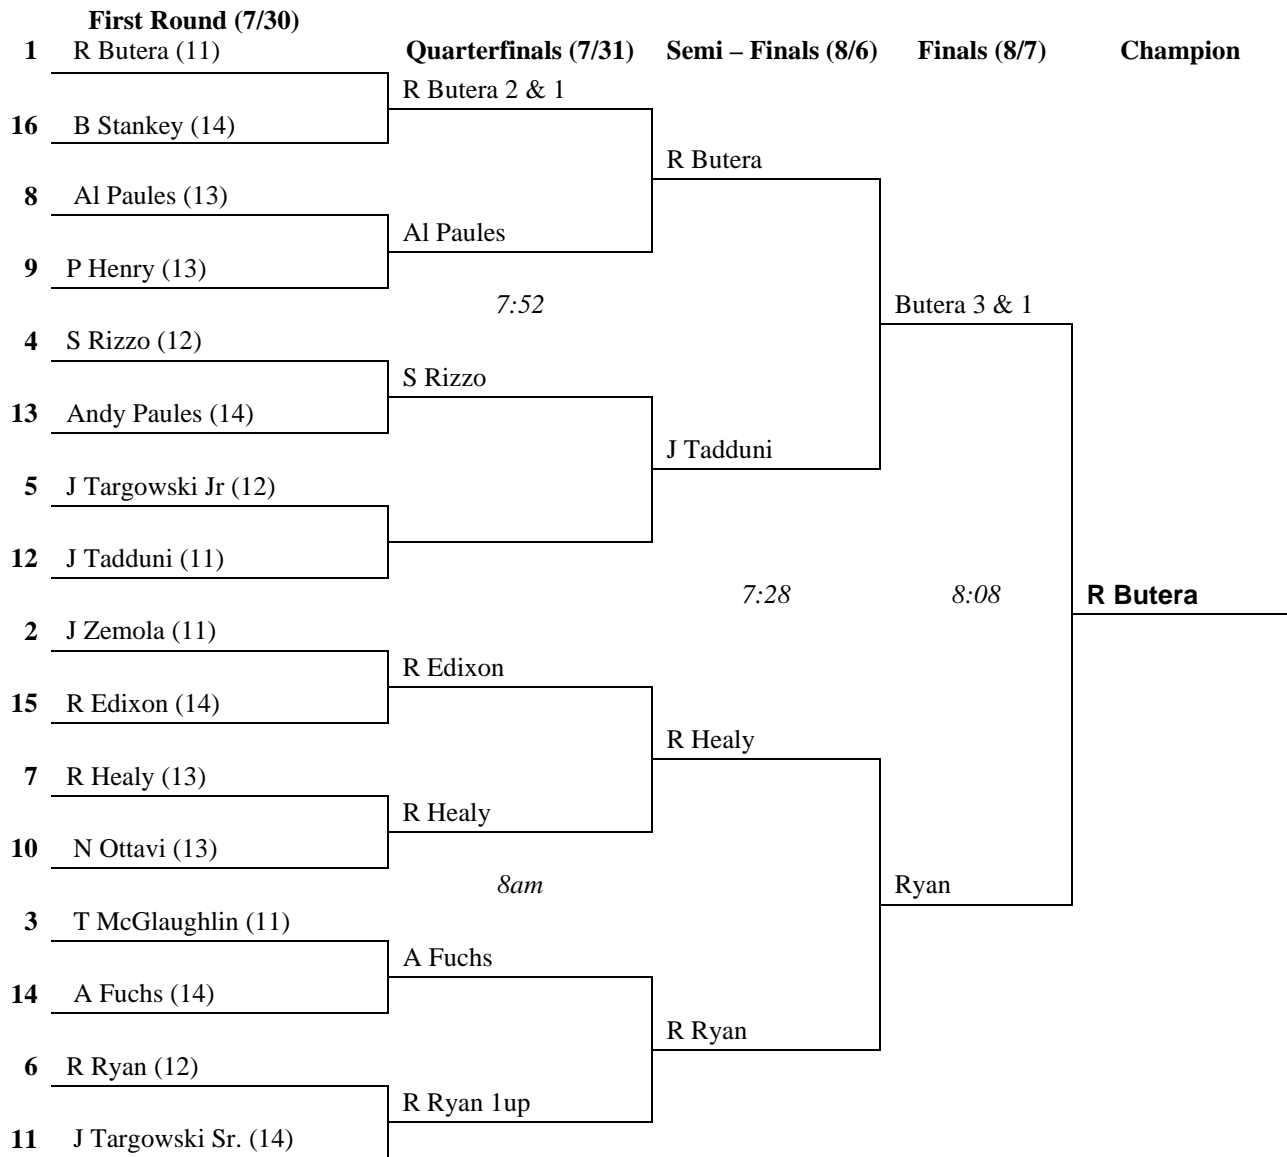 First Round (7/30)
Quarterfinals (7/31) Semi – Finals (8/6) Finals (8/7) Champion
1 R Butera (11)
R Butera 2 & 1
16 B Stankey (14)
R Butera
8 Al Paules (13)
Al Paules
9 P Henry (13)
7:52
Butera 3 & 1
4 S Rizzo (12)
S Rizzo
13 Andy Paules (14)
J Tadduni
5 J Targowski Jr (12)
12 J Tadduni (11)
7:28 8:08 R Butera
2 J Zemola (11)
R Edixon
15 R Edixon (14)
R Healy
7 R Healy (13)
R Healy
10 N Ottavi (13)
8am
Ryan
3 T McGlaughlin (11)
A Fuchs
14 A Fuchs (14)
R Ryan
6 R Ryan (12)
R Ryan 1up
11 J Targowski Sr. (14)